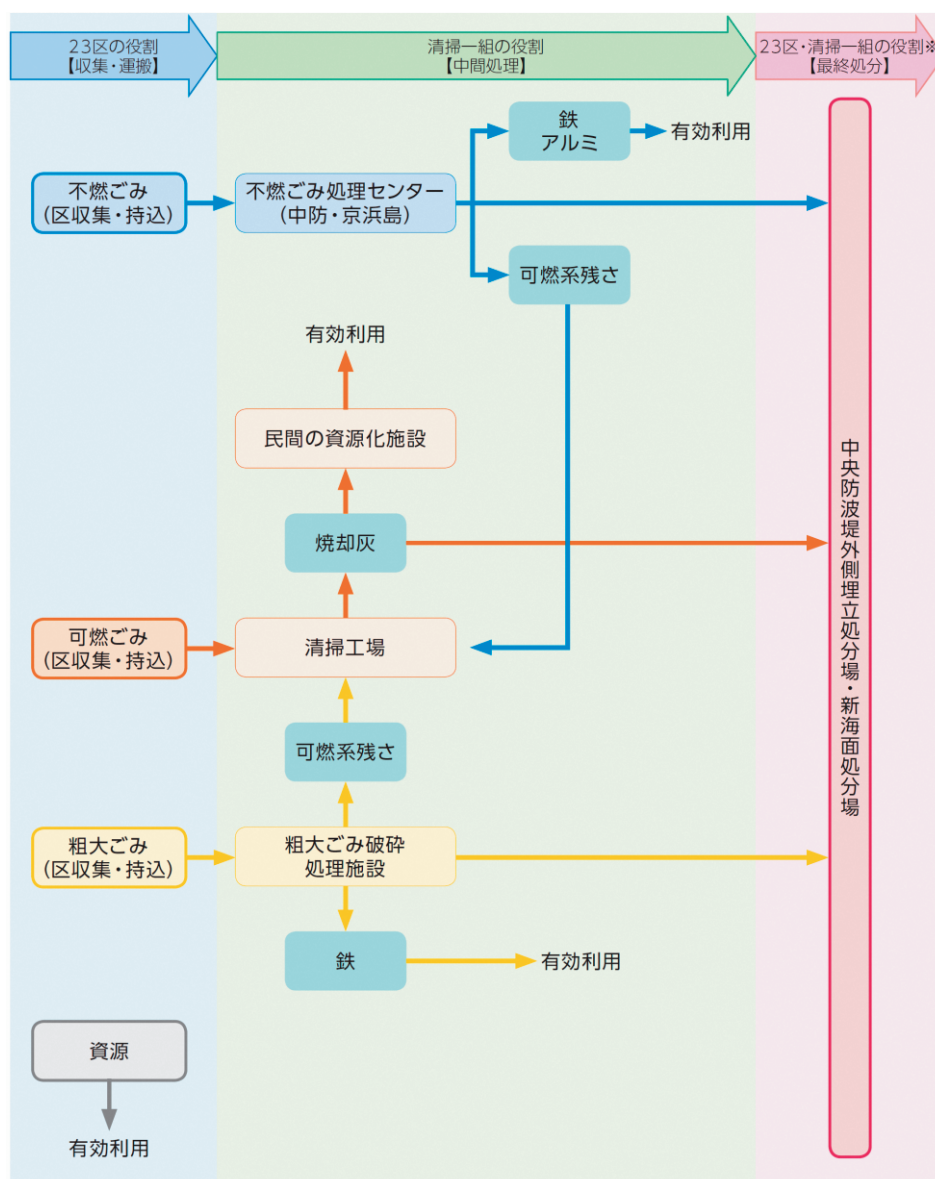 23区の役割
【収集・運搬】
清掃一組の役割
【中間処理】
23区・清掃一組の役割※
【最終処分】
鉄
アルミ
有効利用
不燃ごみ
(区収集・持込)
不燃ごみ処理センター
(中防・京浜島)
可燃系残さ
有効利用
民間の資源化施設
焼却灰
可燃ごみ
(区収集・持込)
清掃工場
可燃系残さ
粗大ごみ
(区収集・持込)
粗大ごみ破砕
処理施設
鉄
有効利用
資源
有効利用
中央防波堤外側埋立処分場・新海面処分場